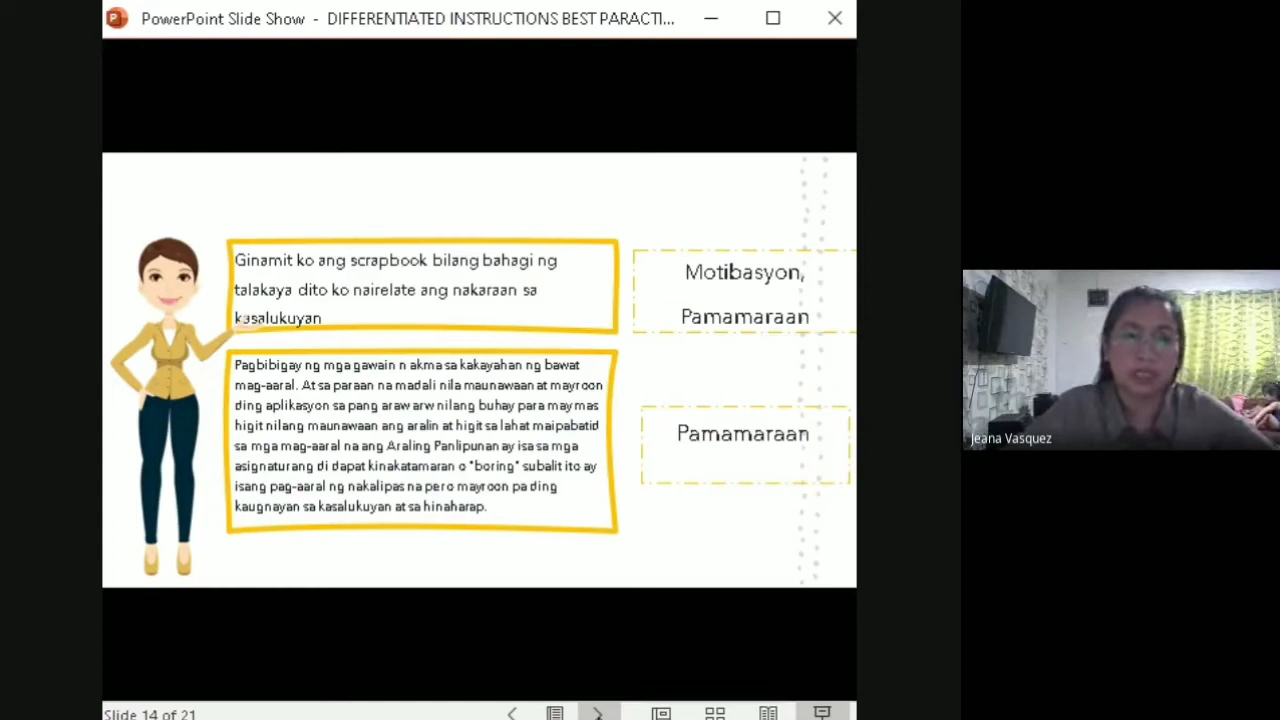 PowerPoint Slide Show - DIFFERENTIATED INSTRUCTIONS BEST PARACTI...
Ginamit ko ang scrapbook bilang bahagi ng
talakaya dito ko nairelate ang nakaraan sa
kasalukuyan
Motibasyon,
Pamamaraan
Pagbibigay ng mga gawain n akma sa kakayahan ng bawat
mag-aaral. At sa paraan na madali nila maunawaan at mayroon
ding aplikasyon sa pang araw arw nilang buhay para may mas
higit nilang maunawaan ang aralin at higit sa lahat maipabatid
sa mga mag-aaral na ang Araling Panlipunan ay isa sa mga
asignaturang di dapat kinakatamaran o "boring" subalit ito ay
isang pag-aaral ng nakalipas na pero mayroon pa ding
kaugnayan sa kasalukuyan at sa hinaharap.
Pamamaraan
Jeana Vasquez
Slide 14 of 21